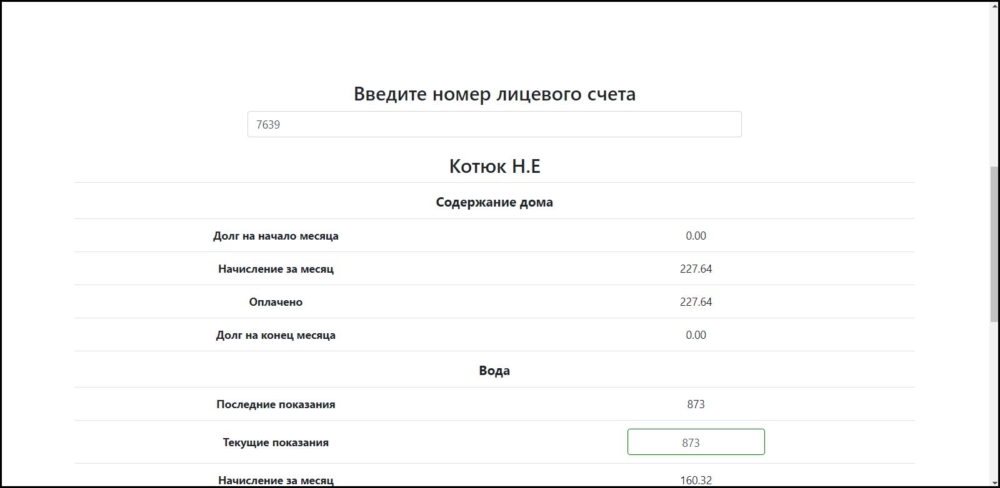 Введите номер лицевого счета
7639
Котюк Н.Е
Содержание дома
Долг на начало месяца 0.00
Начисление за месяц 227.64
Оплачено 227.64
Долг на конец месяца 0.00
Вода
Последние показания 873
Текущие показания 873
Начисление за месяц 160.32